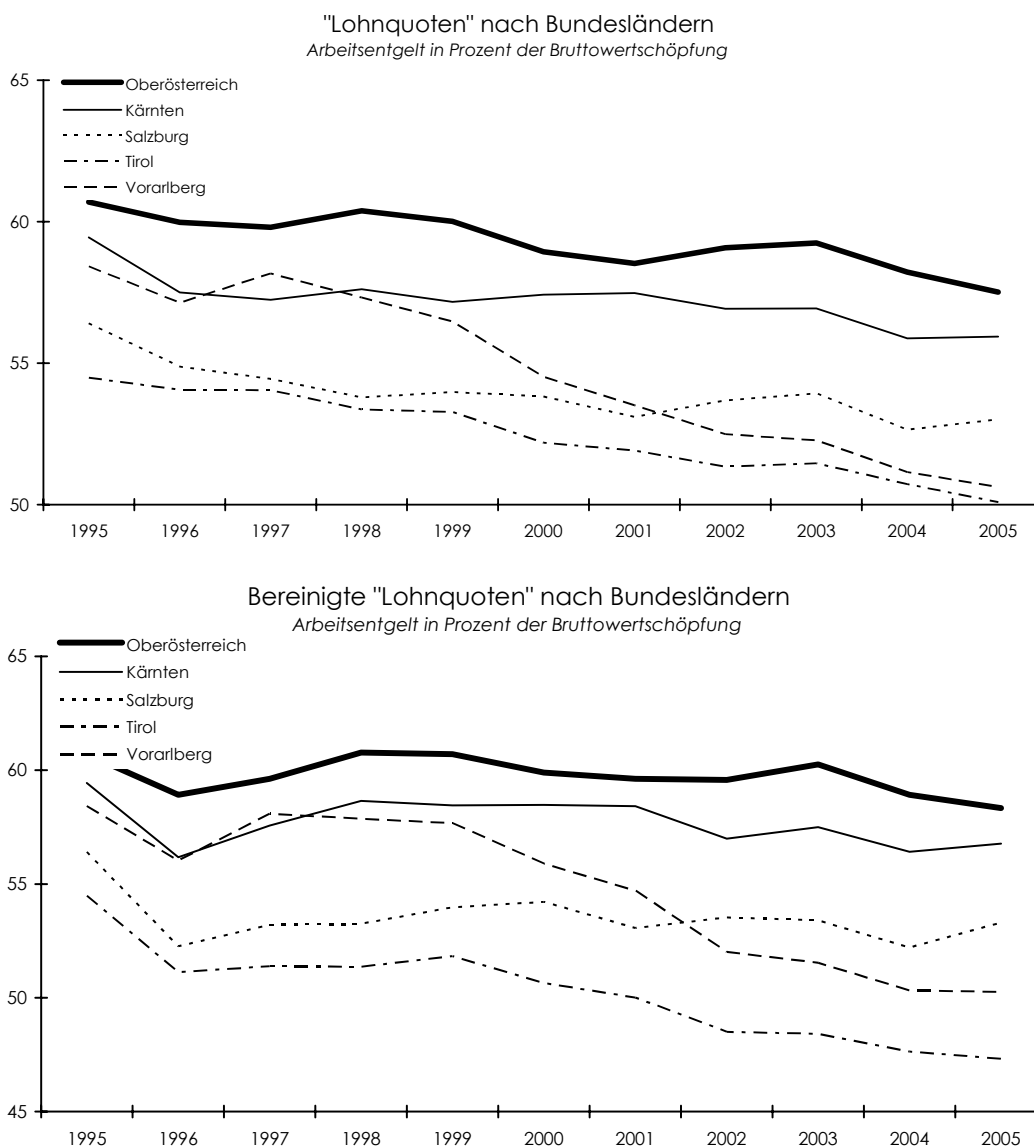 "Lohnquoten" nach Bundesländern
Arbeitsentgelt in Prozent der Bruttowertschöpfung
65
60
55
50
Oberösterreich
Kärnten
Salzburg
Tirol
Vorarlberg
1995 1996 1997 1998 1999 2000 2001 2002 2003 2004 2005
Bereinigte "Lohnquoten" nach Bundesländern
Arbeitsentgelt in Prozent der Bruttowertschöpfung
65
60
55
50
45
Oberösterreich
Kärnten
Salzburg
Tirol
Vorarlberg
1995 1996 1997 1998 1999 2000 2001 2002 2003 2004 2005